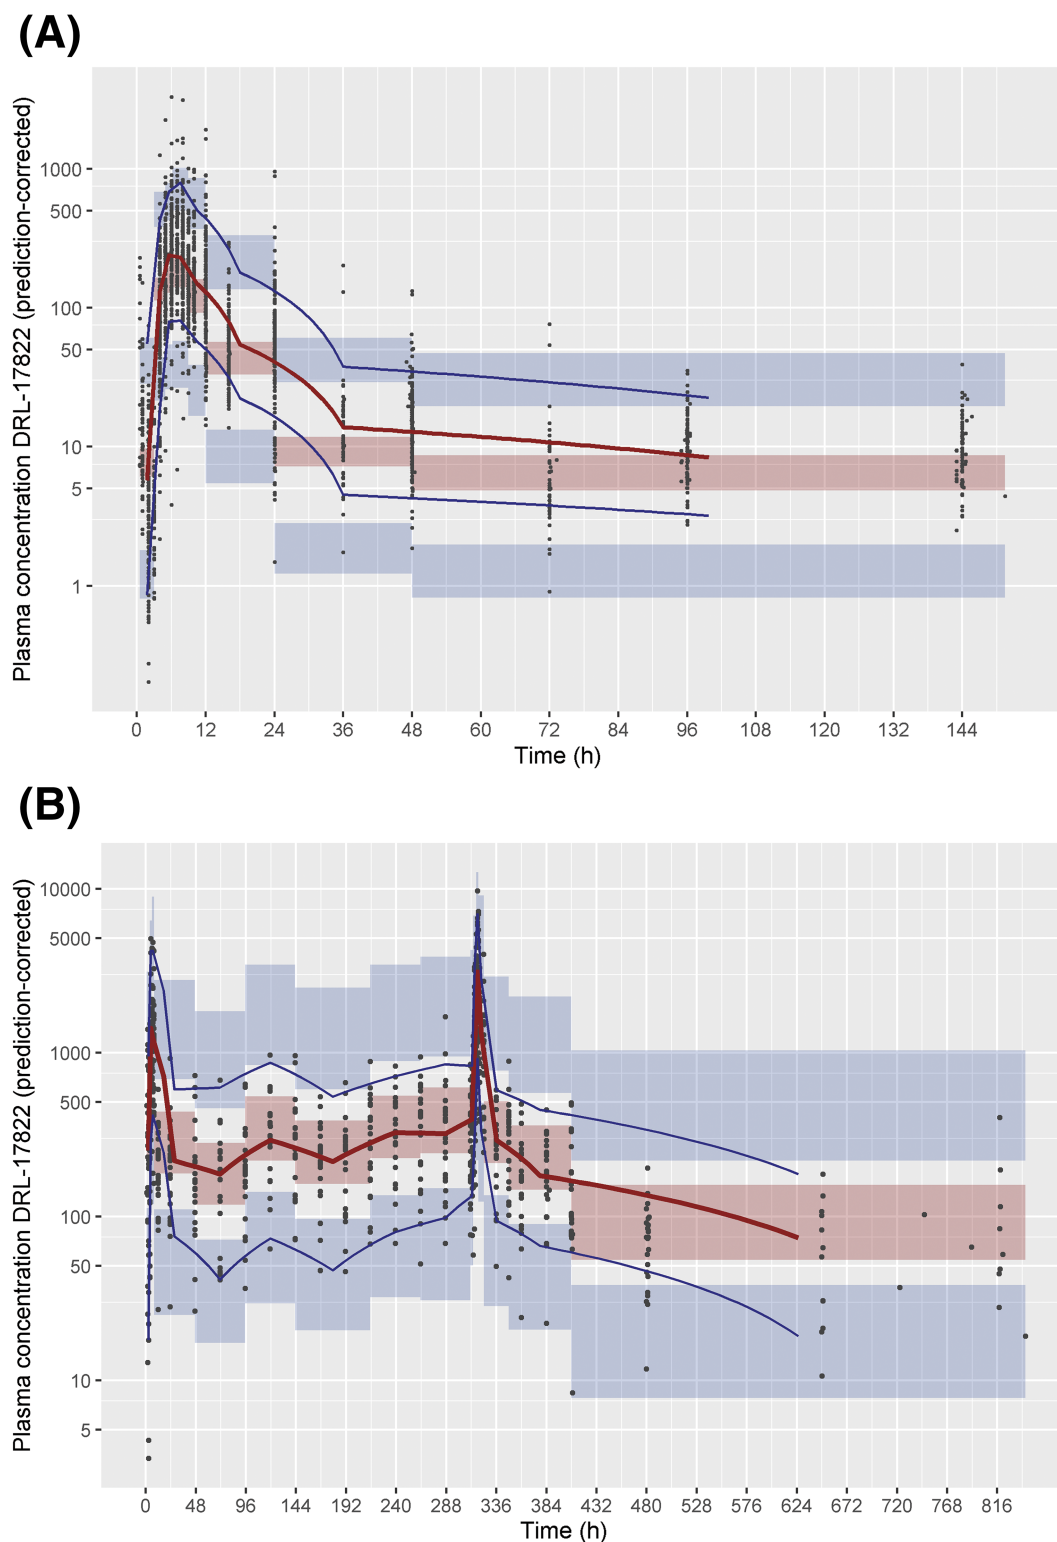 (A)
Plasma concentration DRL-17822 (prediction-corrected)
1000
500
100
50
10
5
1
0 12 24 36 48 60 72 84 96 108 120 132 144
Time (h)
(B)
Plasma concentration DRL-17822 (prediction-corrected)
10000
5000
1000
500
100
50
10
5
0 48 96 144 192 240 288 336 384 432 480 528 576 624 672 720 768 816
Time (h)